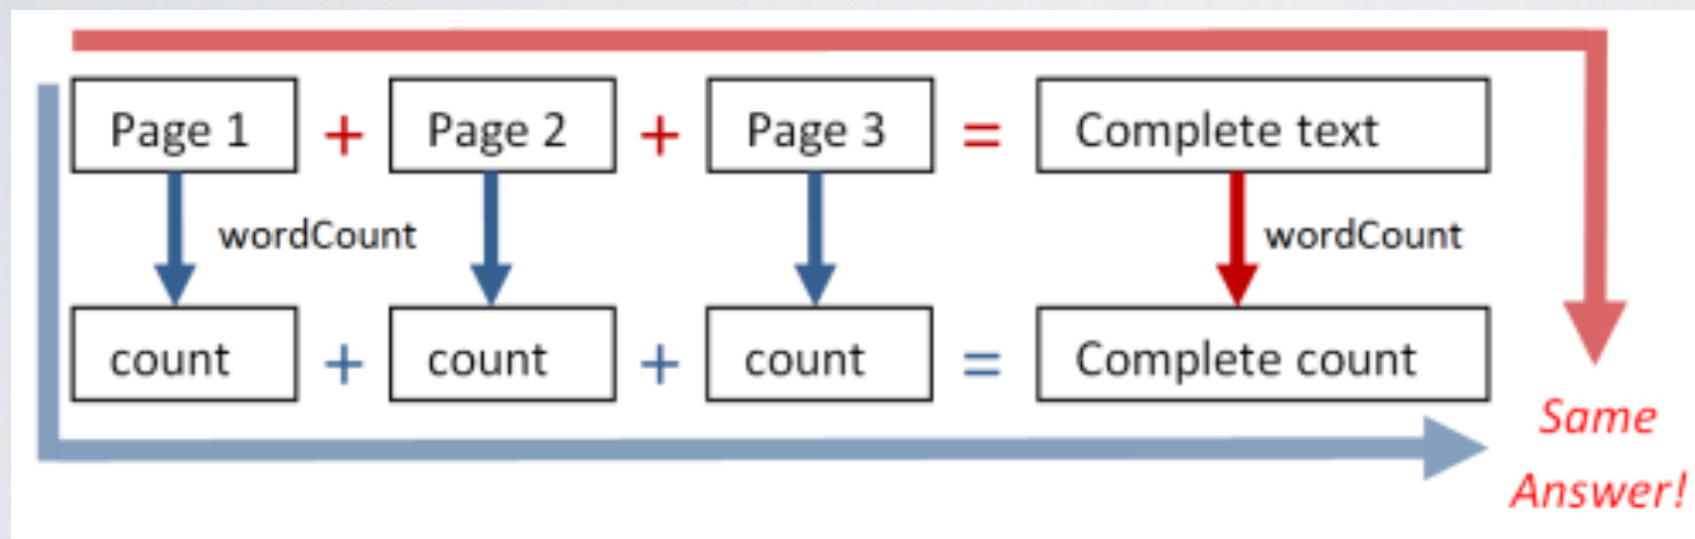 Page 1 + Page 2 + Page 3 = Complete text
wordCount wordCount
count + count + count = Complete count
Same
Answer!